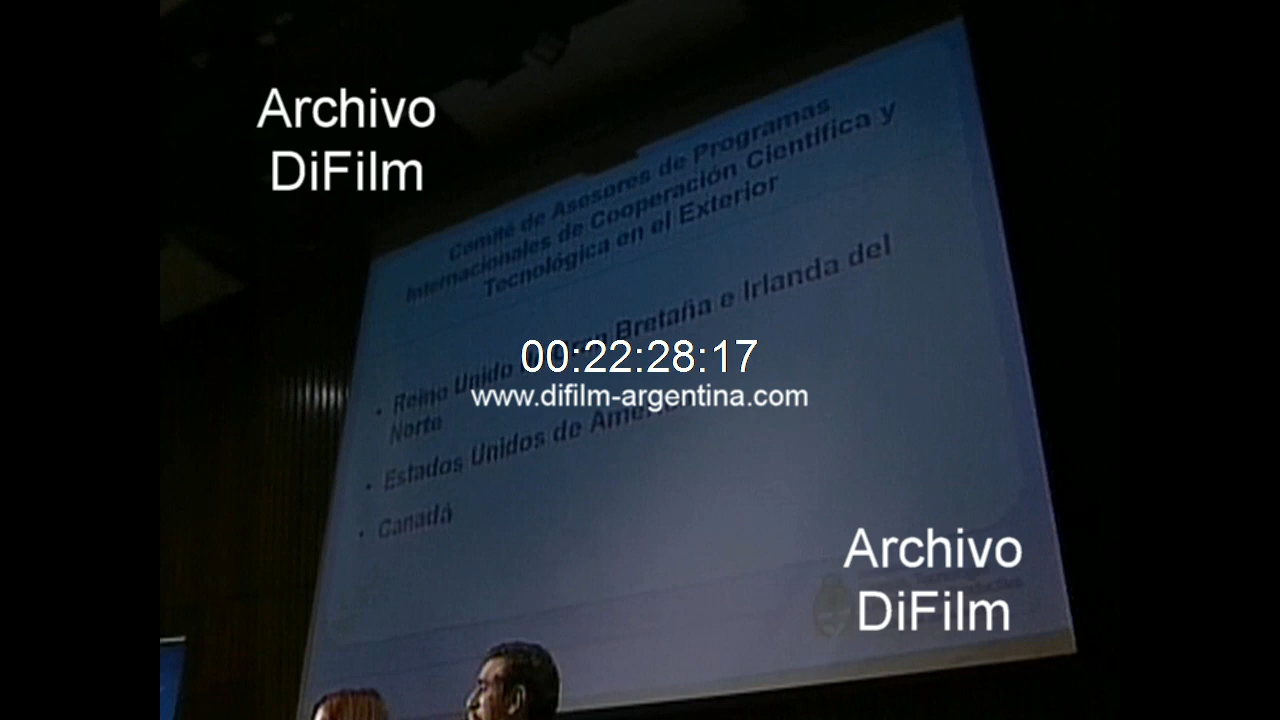 Archivo
DiFilm
Comité de Asesores de Programas
Internacionales de Cooperación Científica y
Tecnológica en el Exterior
• Reino Unido Gran Bretaña e Irlanda del
Norte
00:22:28:17
www.difilm-argentina.com
• Estados Unidos de
• Canadá
Archivo
DiFilm